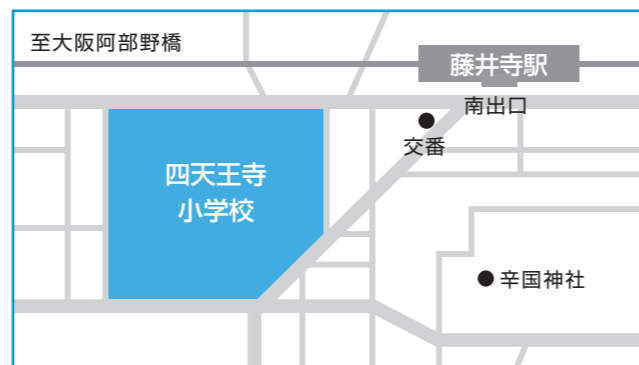 至大阪阿部野橋
藤井寺駅
南出口
交番
四天王寺
小学校
辛国神社